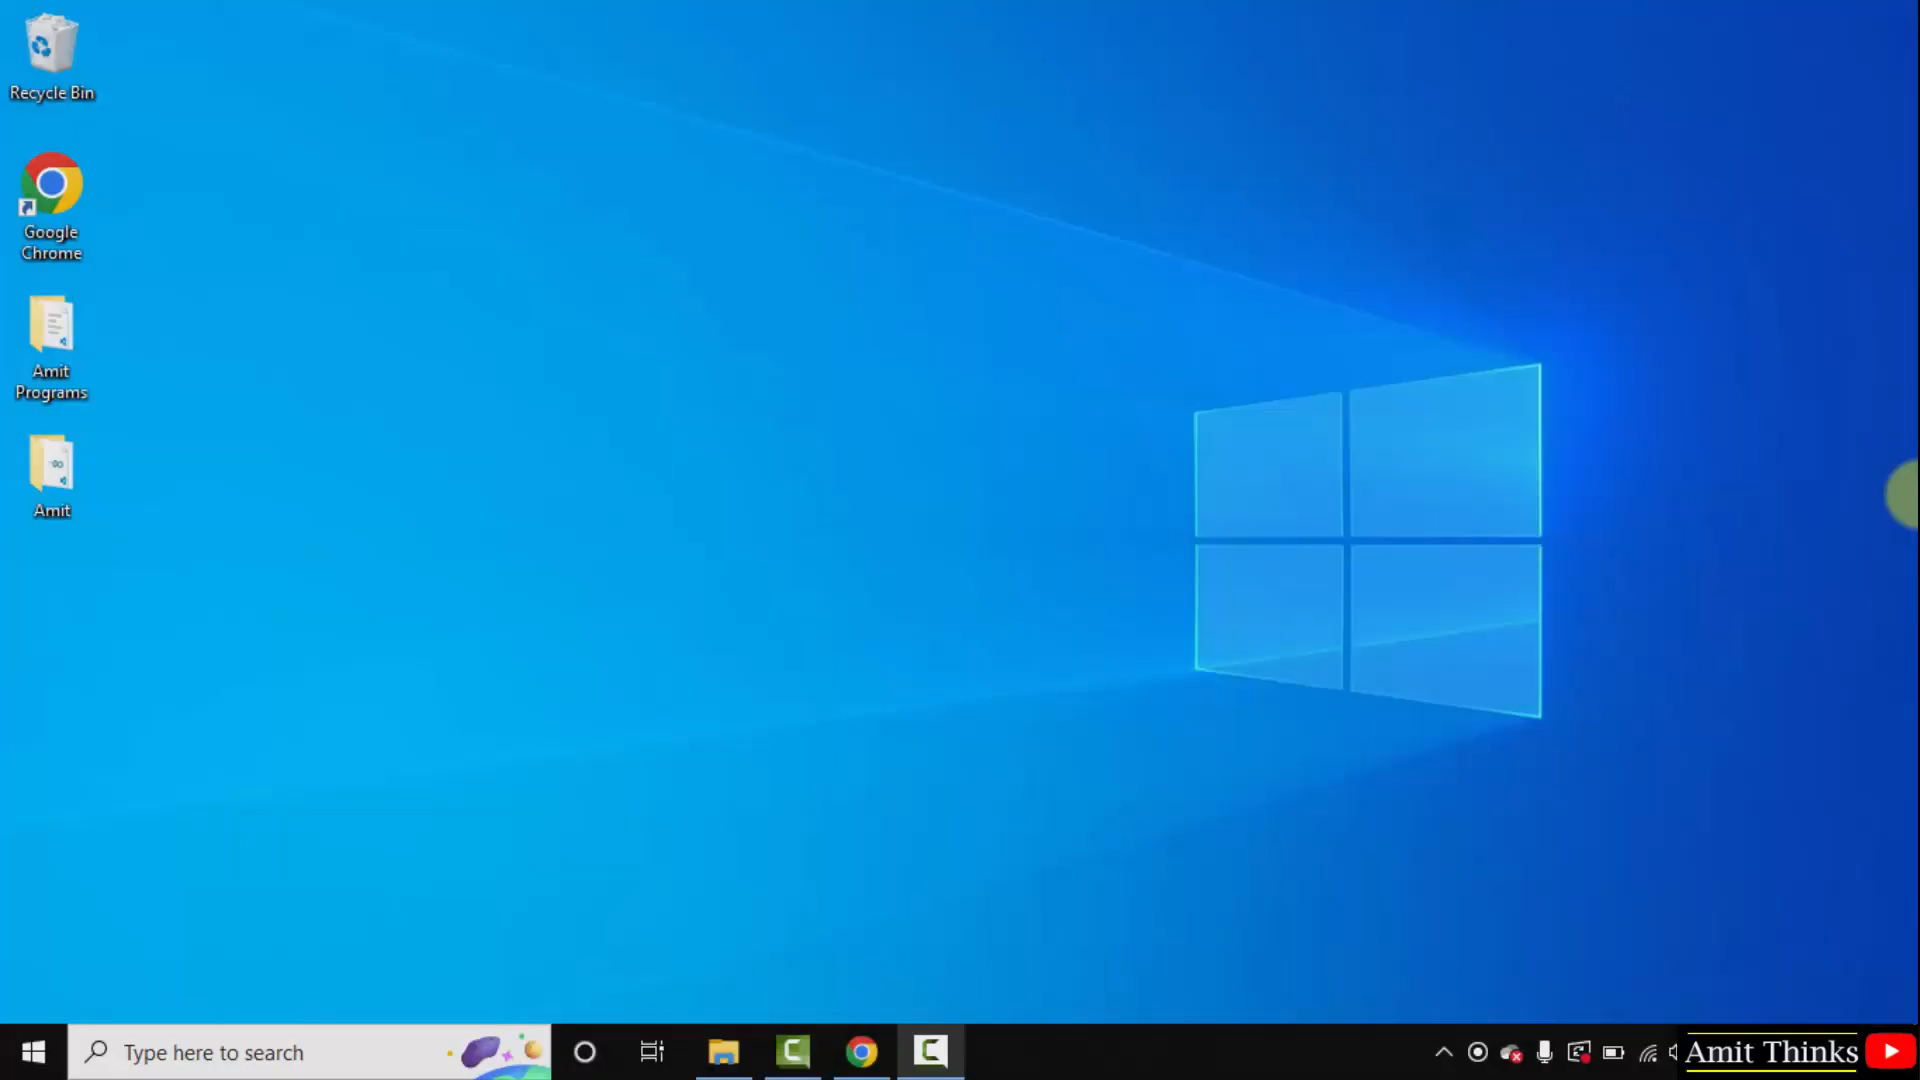 Recycle Bin
Google
Chrome
Amit
Programs
Amit
Type here to search
Amit Thinks